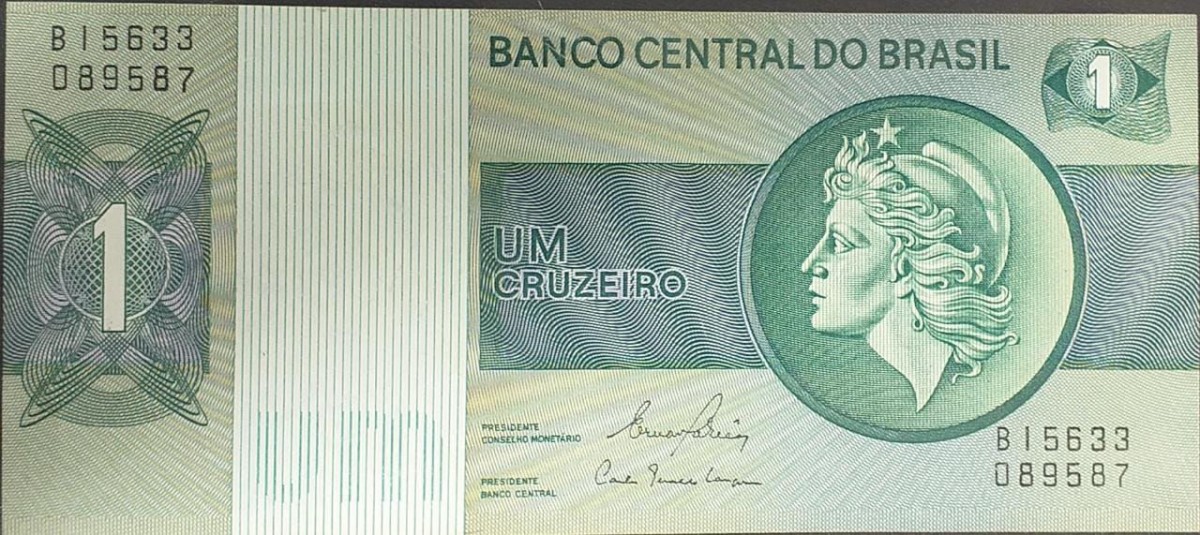 B15633
089587
BANCO CENTRAL DO BRASIL
1
1
UM
CRUZEIRO
PRESIDENTE
CONSELHO MONETÁRIO
PRESIDENTE
BANCO CENTRAL
B15633
089587